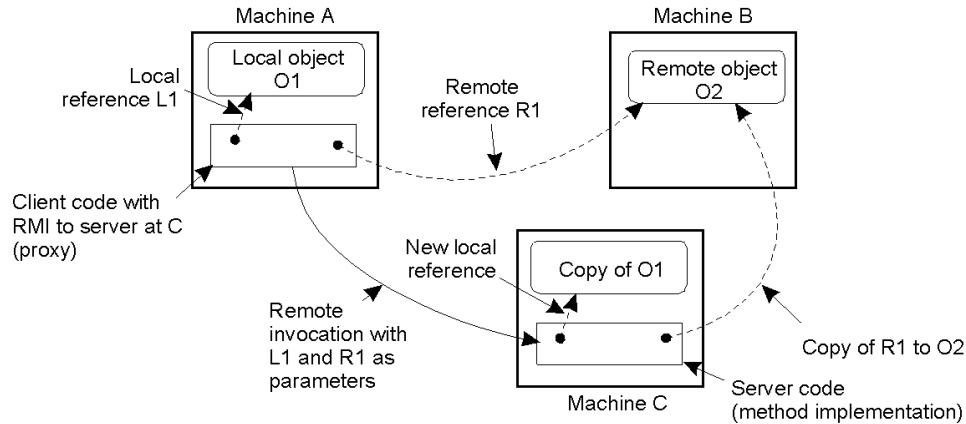 Machine A
Machine B
Local object
O1
Remote object
O2
Local
reference L1
Remote
reference R1
Client code with
RMI to server at C
(proxy)
New local
reference
Copy of O1
Remote
invocation with
L1 and R1 as
parameters
Copy of R1 to O2
Server code
(method implementation)
Machine C